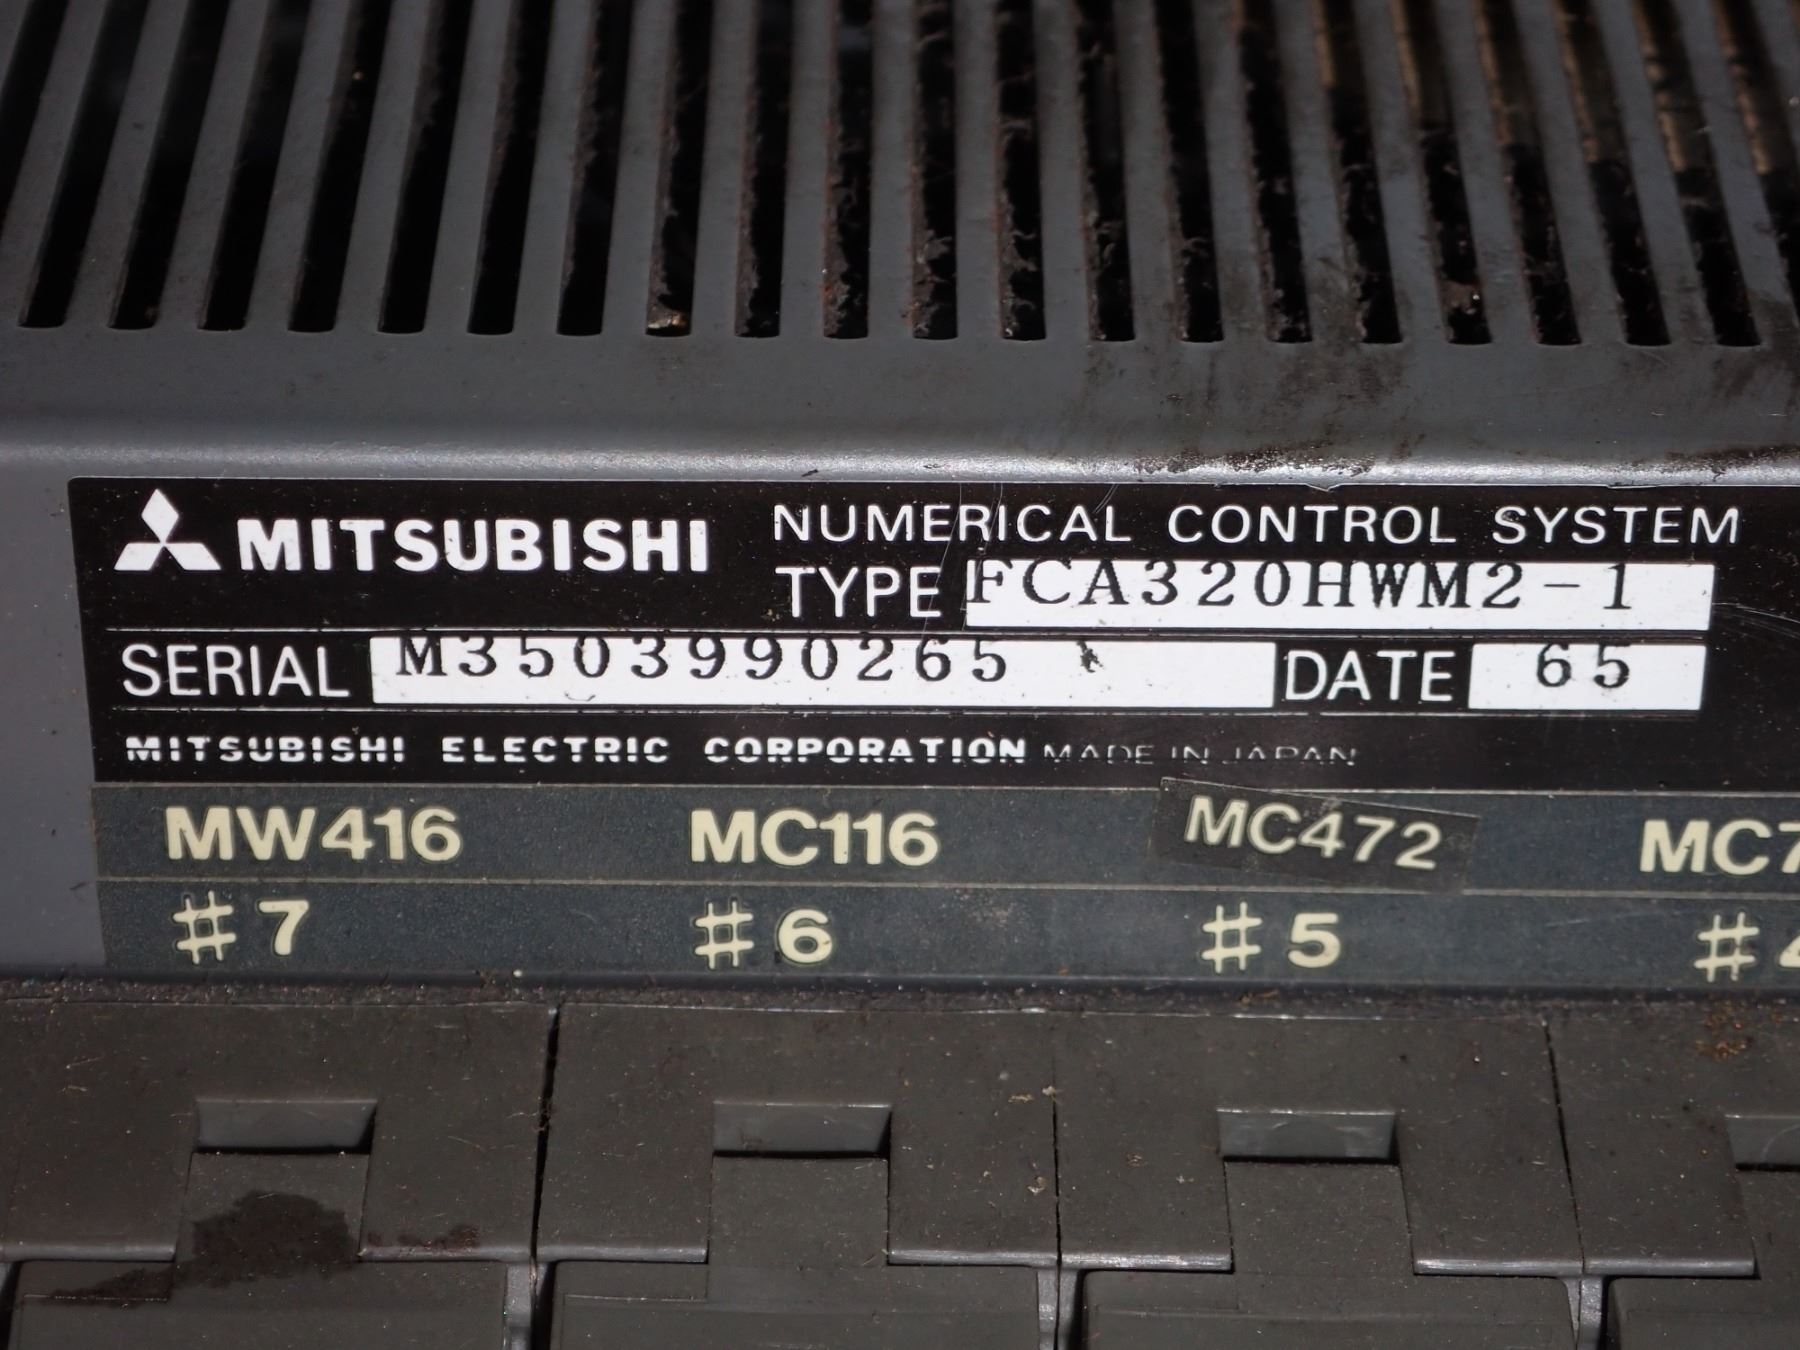 MITSUBISHI NUMERICAL CONTROL SYSTEM
TYPE FCA320HWM2-1
SERIAL M3503990265 DATE 65
MITSUBISHI ELECTRIC CORPORATION MADE IN JAPAN
MW416 MC116 MC472
#7 #6 #5